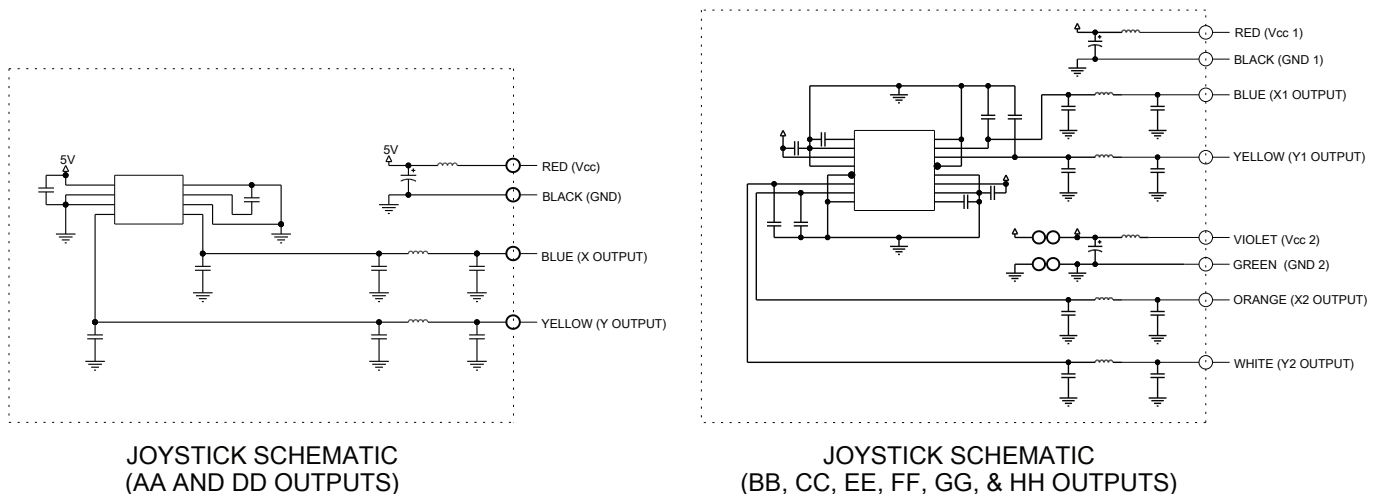 5V
5V
RED (Vcc)
BLACK (GND)
BLUE (X OUTPUT)
YELLOW (Y OUTPUT)
JOYSTICK SCHEMATIC
(AA AND DD OUTPUTS)
RED (Vcc 1)
BLACK (GND 1)
BLUE (X1 OUTPUT)
YELLOW (Y1 OUTPUT)
VIOLET (Vcc 2)
GREEN (GND 2)
ORANGE (X2 OUTPUT)
WHITE (Y2 OUTPUT)
JOYSTICK SCHEMATIC
(BB, CC, EE, FF, GG, & HH OUTPUTS)